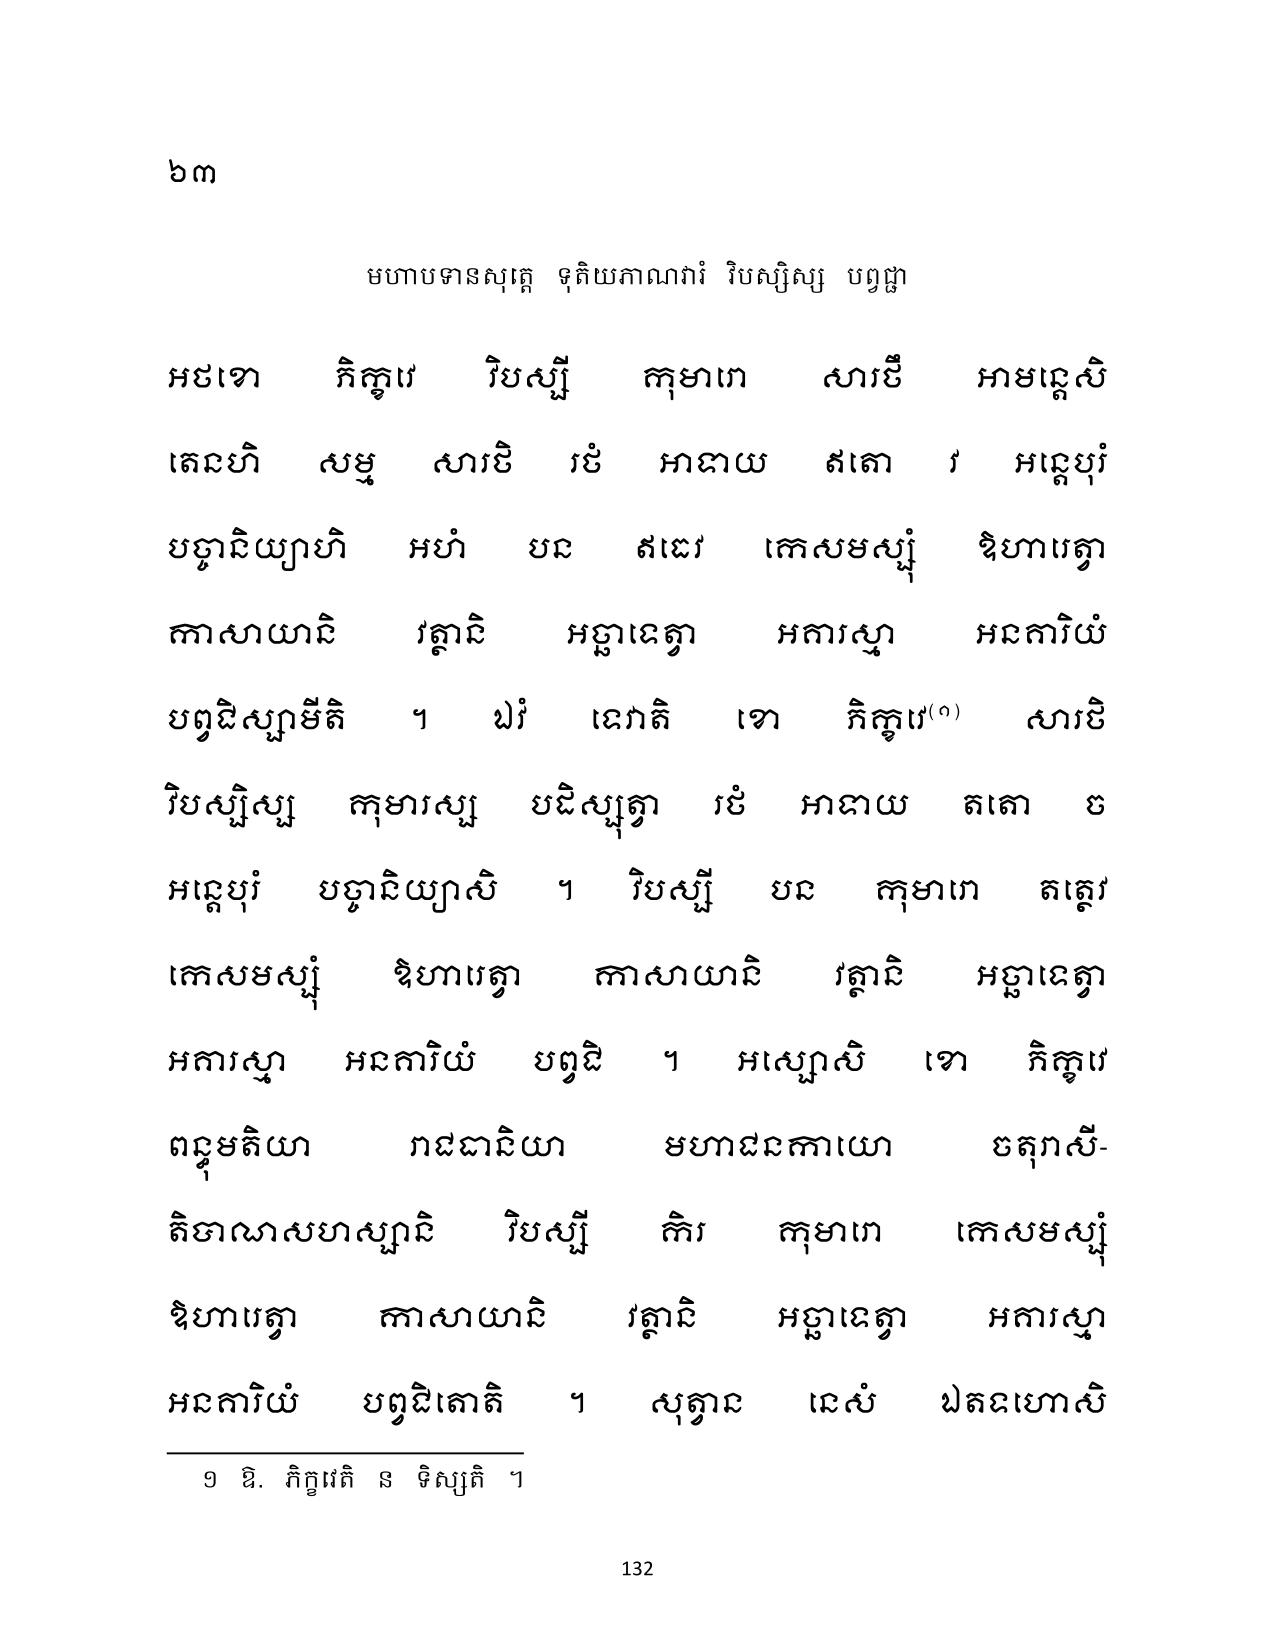 ៦៣
មហាបទានសុត្តេ ទុតិយភាណវារំ វិបស្សិស្ស បព្វជ្ជា
អថខោ ភិក្ខវេ វិបស្សី កុមារោ សារថឹ អាមន្តេសិ
តេនហិ សម្ម សារថិ រថំ អាទាយ ឥតោ វ អន្តេបុរំ
បច្ចានិយ្យាហិ អហំ បន ឥធេវ កេសមស្សុំ ឱហារេត្វា
កាសាយានិ វត្ថានិ អច្ឆាទេត្វា អគារស្មា អនគារិយំ
បព្វជិស្សាមីតិ ។ ឯវំ ទេវាតិ ខោ ភិក្ខវេ(១) សារថិ
វិបស្សិស្ស កុមារស្ស បដិស្សុត្វា រថំ អាទាយ តតោ ច
អន្តេបុរំ បច្ចានិយ្យាសិ ។ វិបស្សី បន កុមារោ តត្ថេវ
កេសមស្សុំ ឱហារេត្វា កាសាយានិ វត្ថានិ អច្ឆាទេត្វា
អគារស្មា អនគារិយំ បព្វជិ ។ អស្សោសិ ខោ ភិក្ខវេ
ពន្ធុមតិយា រាជធានិយា មហាជនកាយោ ចតុរាសី-
តិបាណសហស្សានិ វិបស្សី កិរ កុមារោ កេសមស្សុំ
ឱហារេត្វា កាសាយានិ វត្ថានិ អច្ឆាទេត្វា អគារស្មា
អនគារិយំ បព្វជិតោតិ ។ សុត្វាន នេសំ ឯតទហោសិ
១ ឱ. ភិក្ខវេតិ ន ទិស្សតិ ។
132